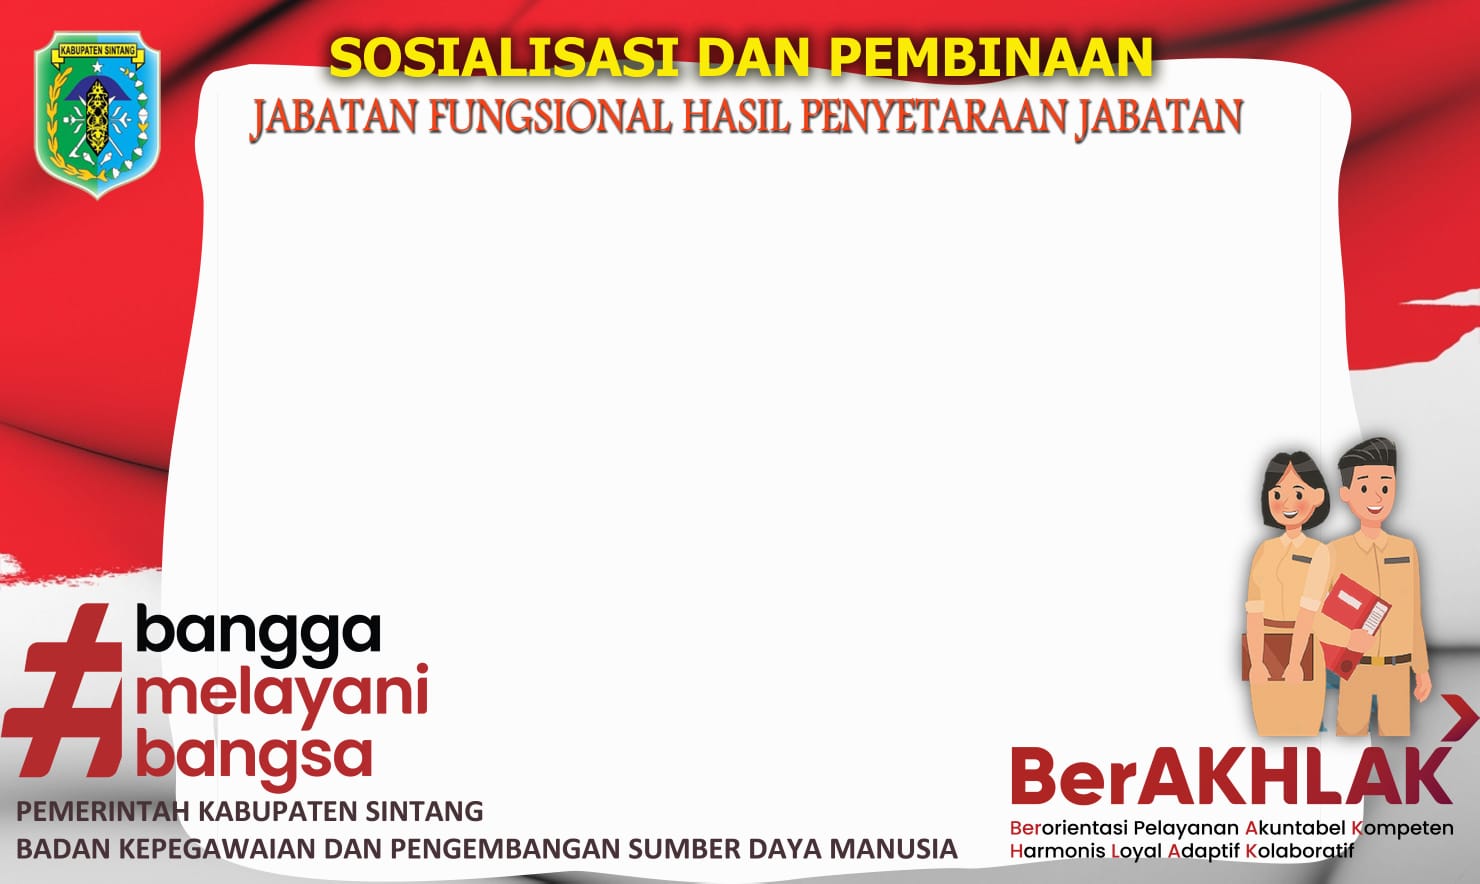 KABUPATEN SINTANG
SOSIALISASI DAN PEMBINAAN
JABATAN FUNGSIONAL HASIL PENYETARAAN JABATAN
#bangga
melayani
bangsa
PEMERINTAH KABUPATEN SINTANG
BADAN KEPEGAWAIAN DAN PENGEMBANGAN SUMBER DAYA MANUSIA
BerAKHLAK
Berorientasi Pelayanan Akuntabel Kompeten
Harmonis Loyal Adaptif Kolaboratif